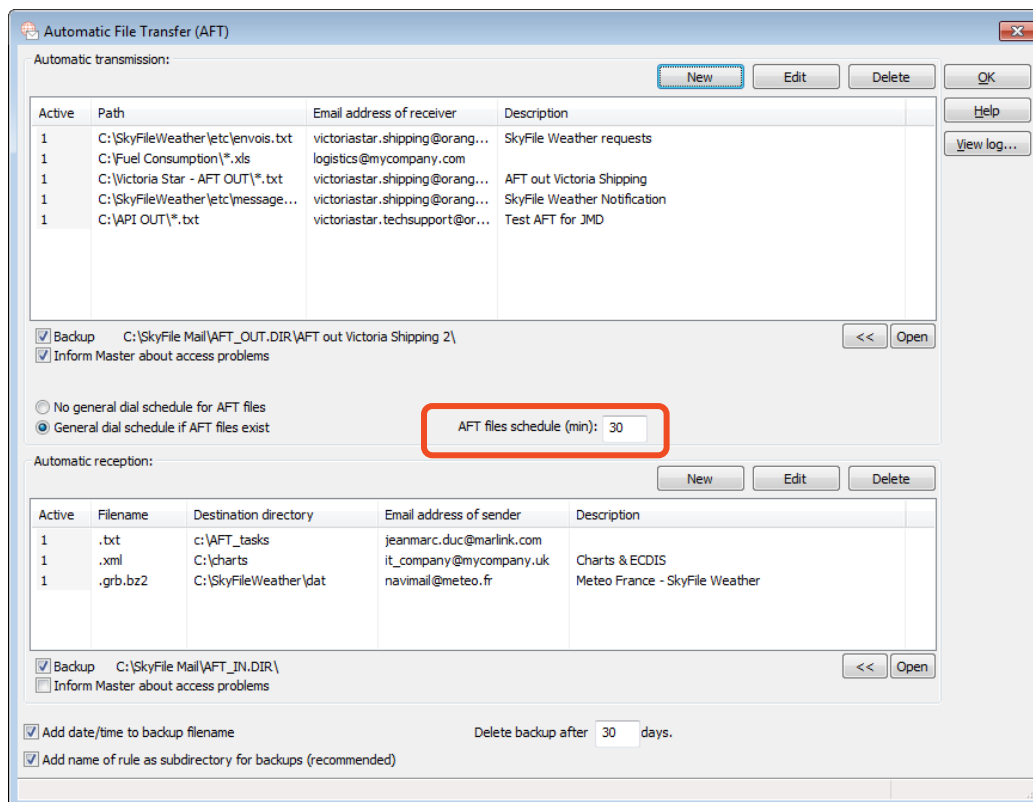 Automatic File Transfer (AFT)
Automatic transmission:
New Edit Delete OK
Help
View log...
Active Path Email address of receiver Description
1 C:\SkyFileWeather\etc\envois.txt victoriastar.shipping@orang... SkyFile Weather requests
1 C:\Fuel Consumption\*.xls logistics@mycompany.com
1 C:\Victoria Star - AFT OUT\*.txt victoriastar.shipping@orang... AFT out Victoria Shipping
1 C:\SkyFileWeather\etc\message... victoriastar.shipping@orang... SkyFile Weather Notification
1 C:\API OUT\*.txt victoriastar.techsupport@or... Test AFT for JMD
Backup C:\SkyFile Mail\AFT_OUT.DIR\AFT out Victoria Shipping 2\ << Open
Inform Master about access problems
No general dial schedule for AFT files
General dial schedule if AFT files exist AFT files schedule (min): 30
Automatic reception:
New Edit Delete
Active Filename Destination directory Email address of sender Description
1 .txt c:\AFT_tasks jeanmarc.duc@marlink.com
1 .xml C:\charts it_company@mycompany.uk Charts & ECDIS
1 .grb.bz2 C:\SkyFileWeather\dat navimail@meteo.fr Meteo France - SkyFile Weather
Backup C:\SkyFile Mail\AFT_IN.DIR\ << Open
Inform Master about access problems
Add date/time to backup filename Delete backup after 30 days.
Add name of rule as subdirectory for backups (recommended)